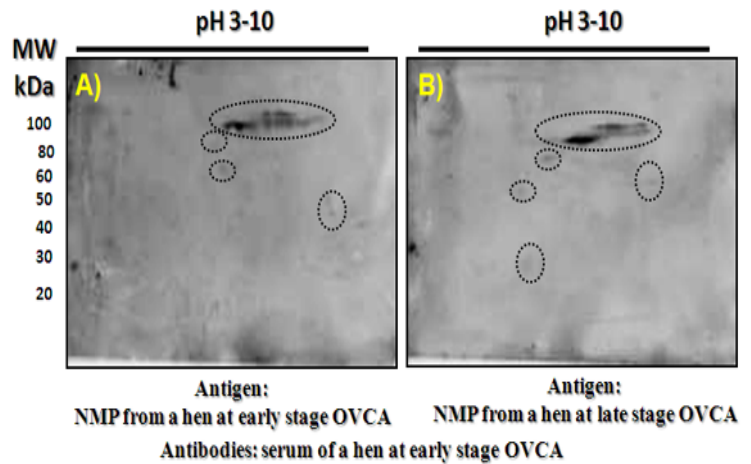 pH 3-10
pH 3-10
MW
kDa
A)
B)
100
80
60
50
40
30
20
Antigen:
NMP from a hen at early stage OVCA
Antigen:
NMP from a hen at late stage OVCA
Antibodies: serum of a hen at early stage OVCA